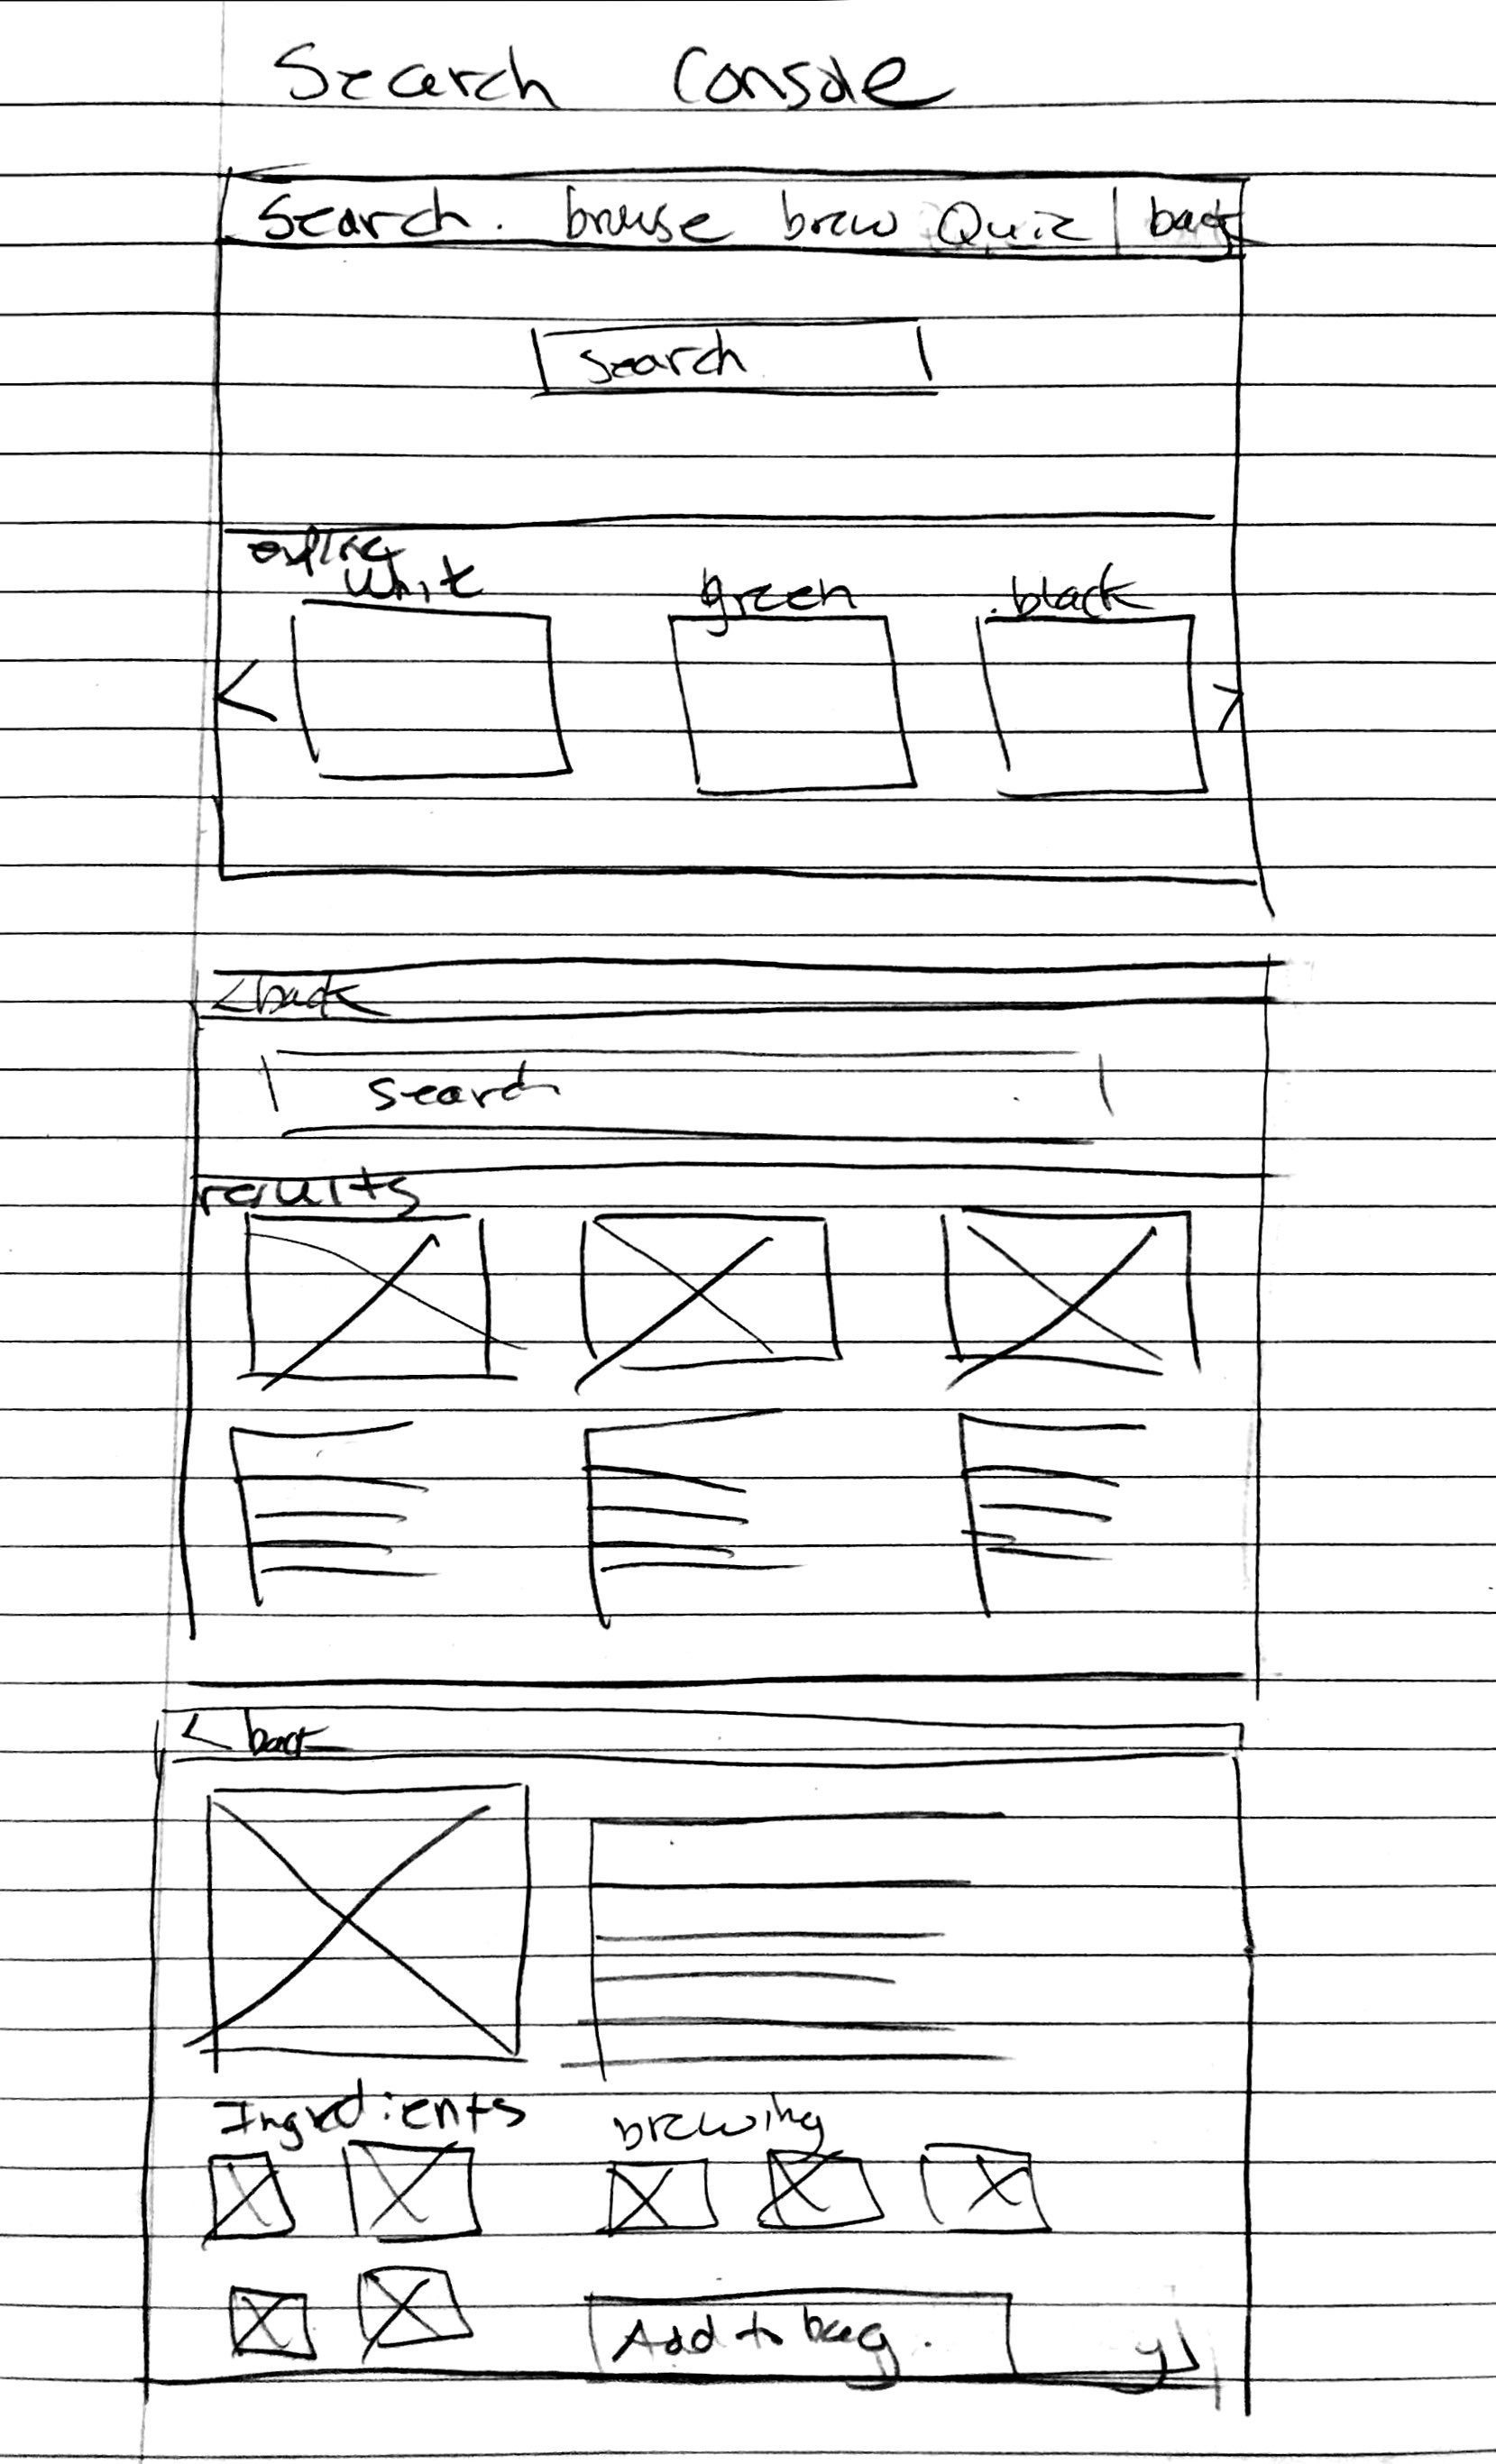 Search Console
Search. browse brew Quiz | bag
Search
explore
white
green
black
<
>
<back
search
results
< back
Ingredients
brewing
Add to bag.